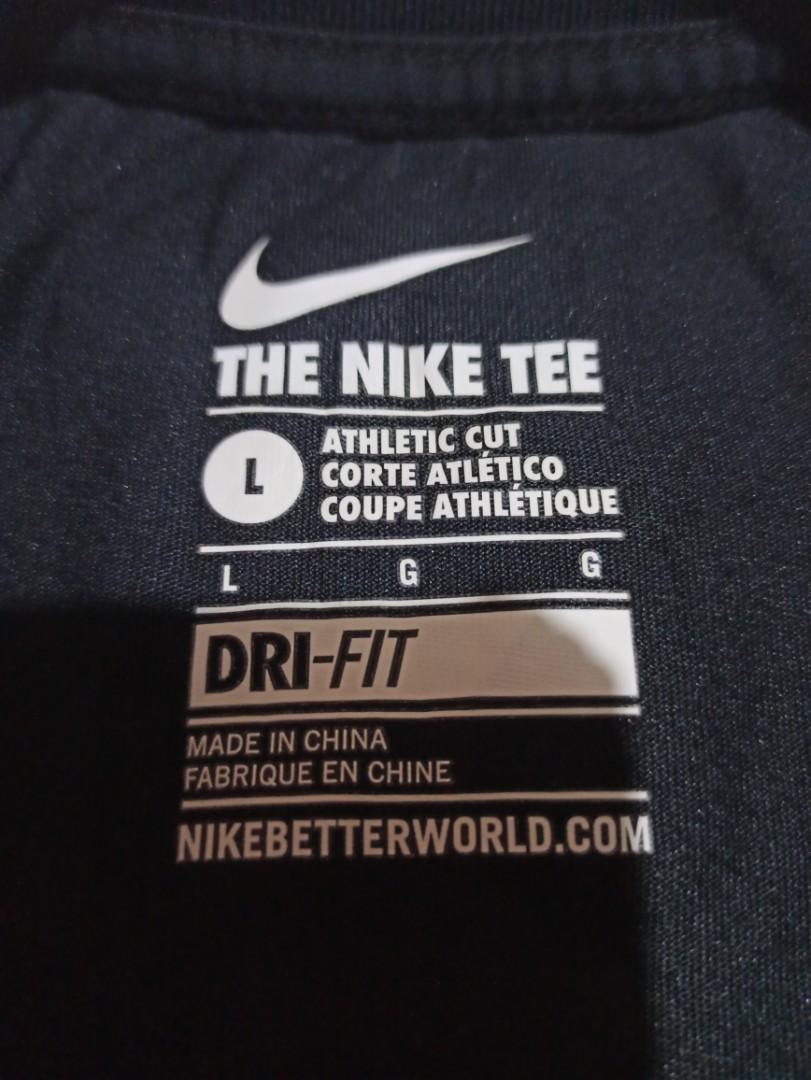 THE NIKE TEE
L
ATHLETIC CUT
CORTE ATLÉTICO
COUPE ATHLÉTIQUE
L G G
DRI-FIT
MADE IN CHINA
FABRIQUE EN CHINE
NIKEBETTERWORLD.COM